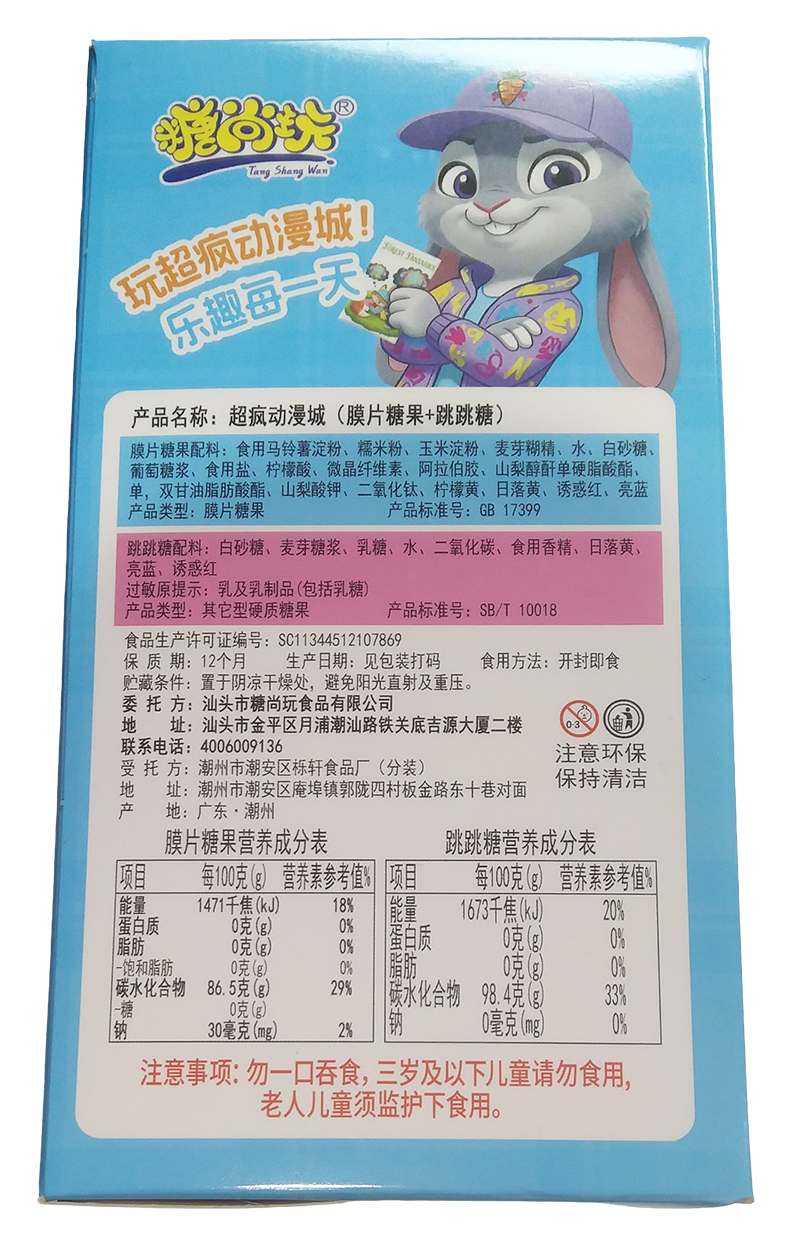 糖尚玩®
Tang Shang Wan
玩超疯动漫城！
乐趣每一天
FOREST FANTASIES
产品名称：超疯动漫城（膜片糖果+跳跳糖）
膜片糖果配料：食用马铃薯淀粉、糯米粉、玉米淀粉、麦芽糊精、水、白砂糖、
葡萄糖浆、食用盐、柠檬酸、微晶纤维素、阿拉伯胶、山梨醇酐单硬脂酸酯、
单，双甘油脂肪酸酯、山梨酸钾、二氧化钛、柠檬黄、日落黄、诱惑红、亮蓝
产品类型：膜片糖果 产品标准号：GB 17399
跳跳糖配料：白砂糖、麦芽糖浆、乳糖、水、二氧化碳、食用香精、日落黄、
亮蓝、诱惑红
过敏原提示：乳及乳制品(包括乳糖)
产品类型：其它型硬质糖果 产品标准号：SB/T 10018
食品生产许可证编号：SC11344512107869
保 质 期：12个月 生产日期：见包装打码 食用方法：开封即食
贮藏条件：置于阴凉干燥处，避免阳光直射及重压。
委 托 方：汕头市糖尚玩食品有限公司
地 址：汕头市金平区月浦潮汕路铁关底吉源大厦二楼
联系电话：4006009136
受 托 方：潮州市潮安区栎轩食品厂（分装）
地 址：潮州市潮安区庵埠镇郭陇四村板金路东十巷对面
产 地：广东·潮州
0-3
注意环保
保持清洁
膜片糖果营养成分表
项目 每100克(g) 营养素参考值%
能量 1471千焦(kJ) 18%
蛋白质 0克(g) 0%
脂肪 0克(g) 0%
-饱和脂肪 0克(g) 0%
碳水化合物 86.5克(g) 29%
-糖 0克(g)
钠 30毫克(mg) 2%
跳跳糖营养成分表
项目 每100克(g) 营养素参考值%
能量 1673千焦(kJ) 20%
蛋白质 0克(g) 0%
脂肪 0克(g) 0%
碳水化合物 98.4克(g) 33%
钠 0毫克(mg) 0%
注意事项：勿一口吞食，三岁及以下儿童请勿食用，
老人儿童须监护下食用。